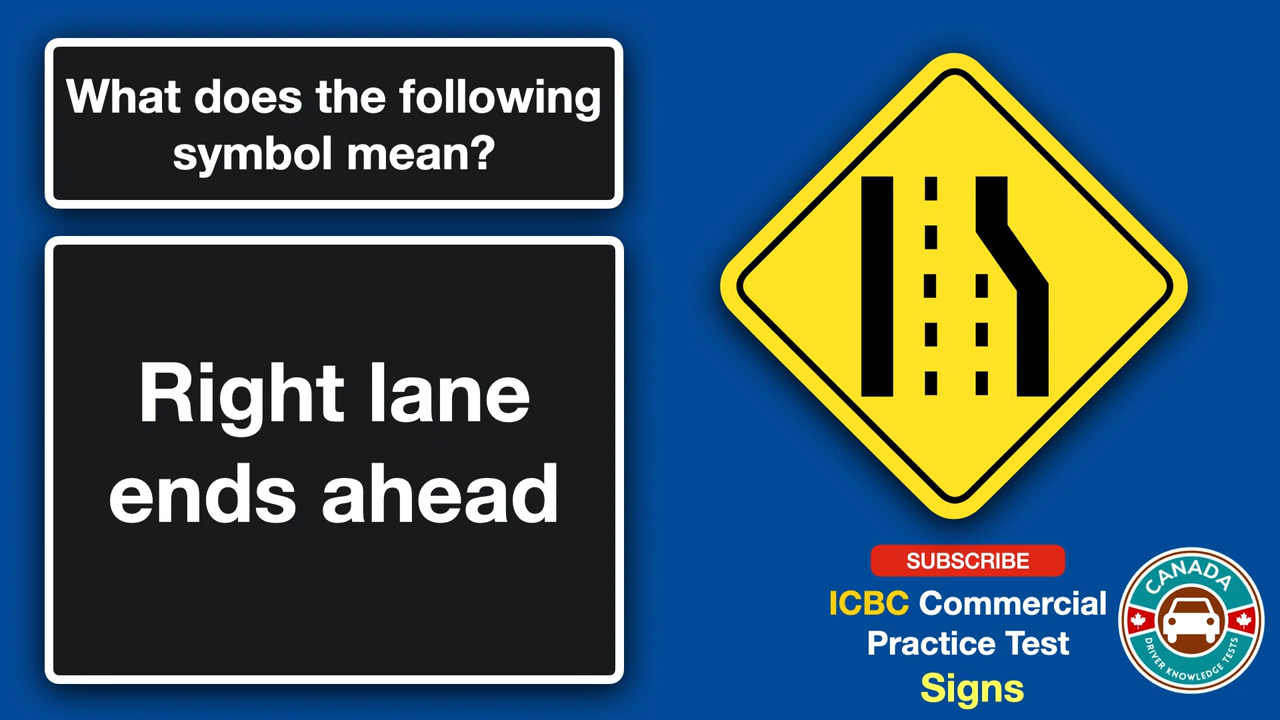 What does the following
symbol mean?
Right lane
ends ahead
SUBSCRIBE
ICBC Commercial
Practice Test
Signs
CANADA
DRIVER KNOWLEDGE TESTS